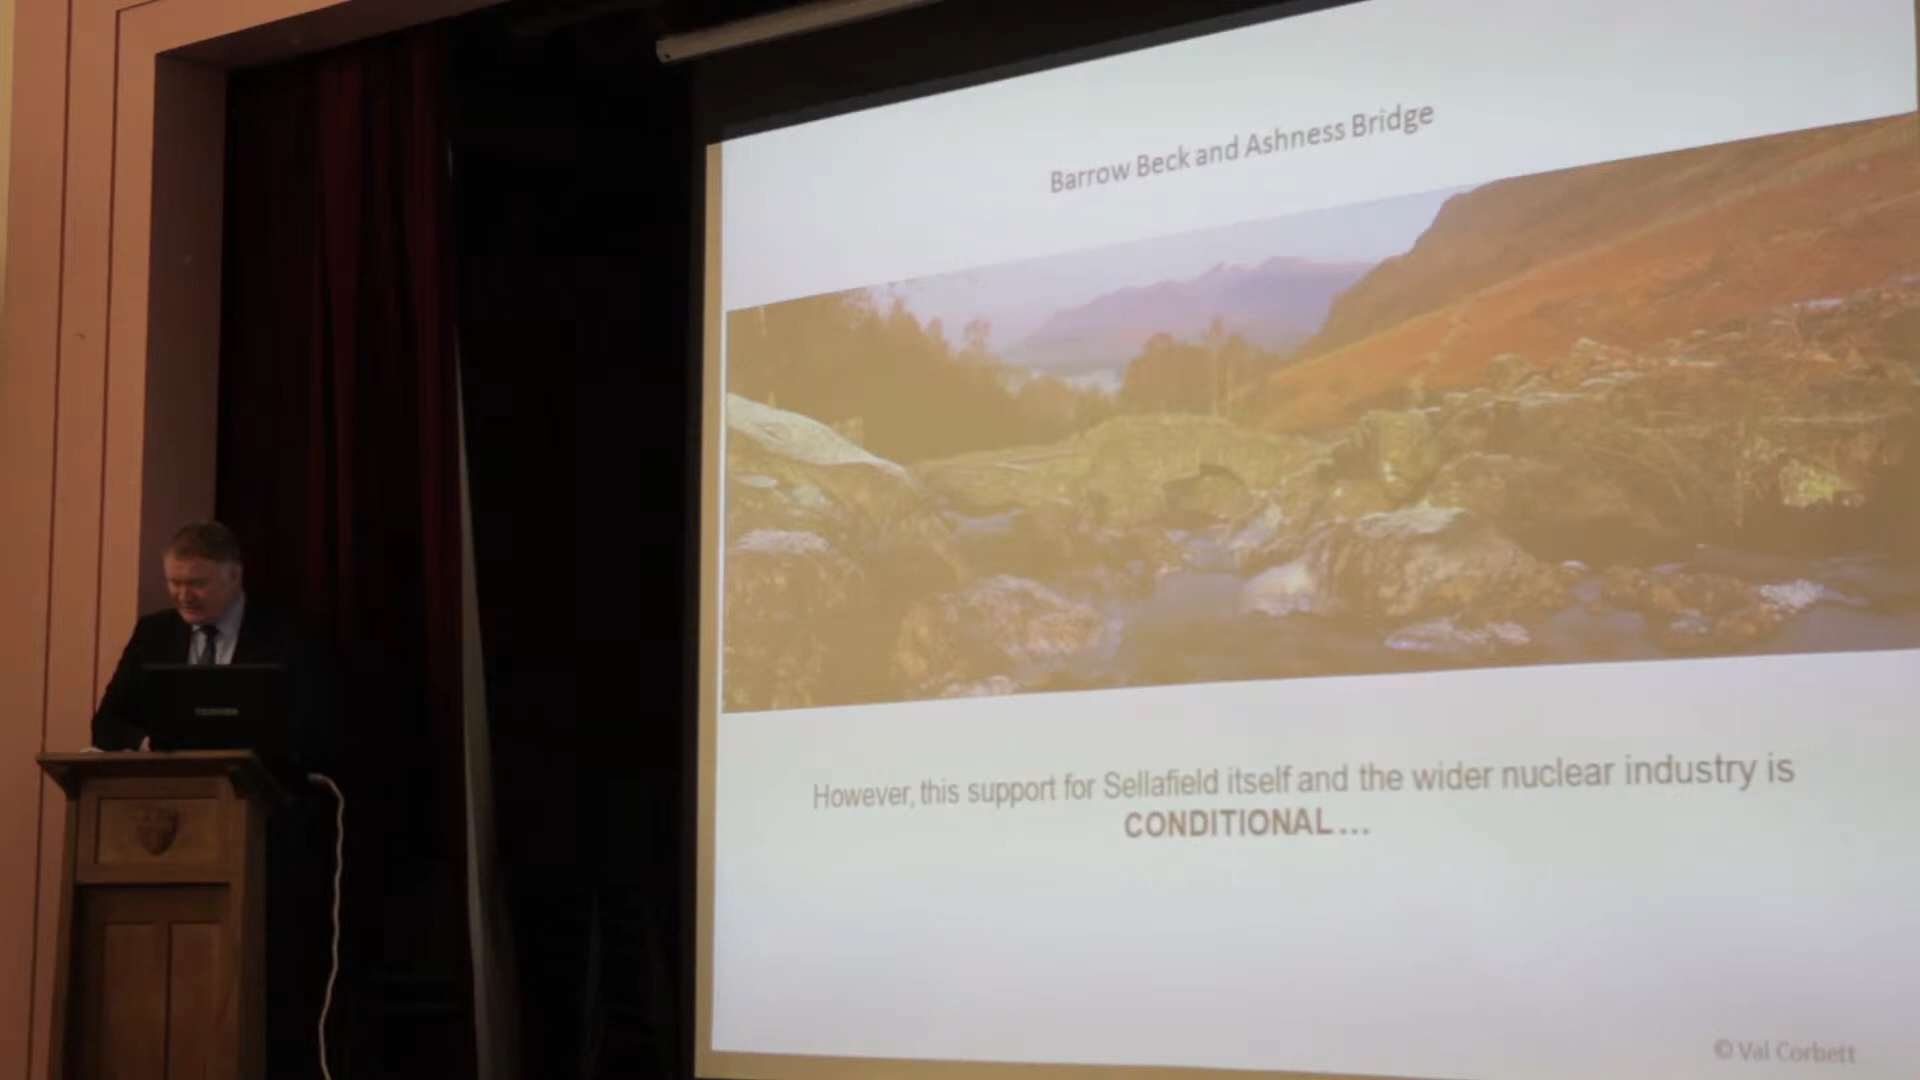 Barrow Beck and Ashness Bridge
However, this support for Sellafield itself and the wider nuclear industry is
CONDITIONAL...
© Val Corbett
TOSHIBA